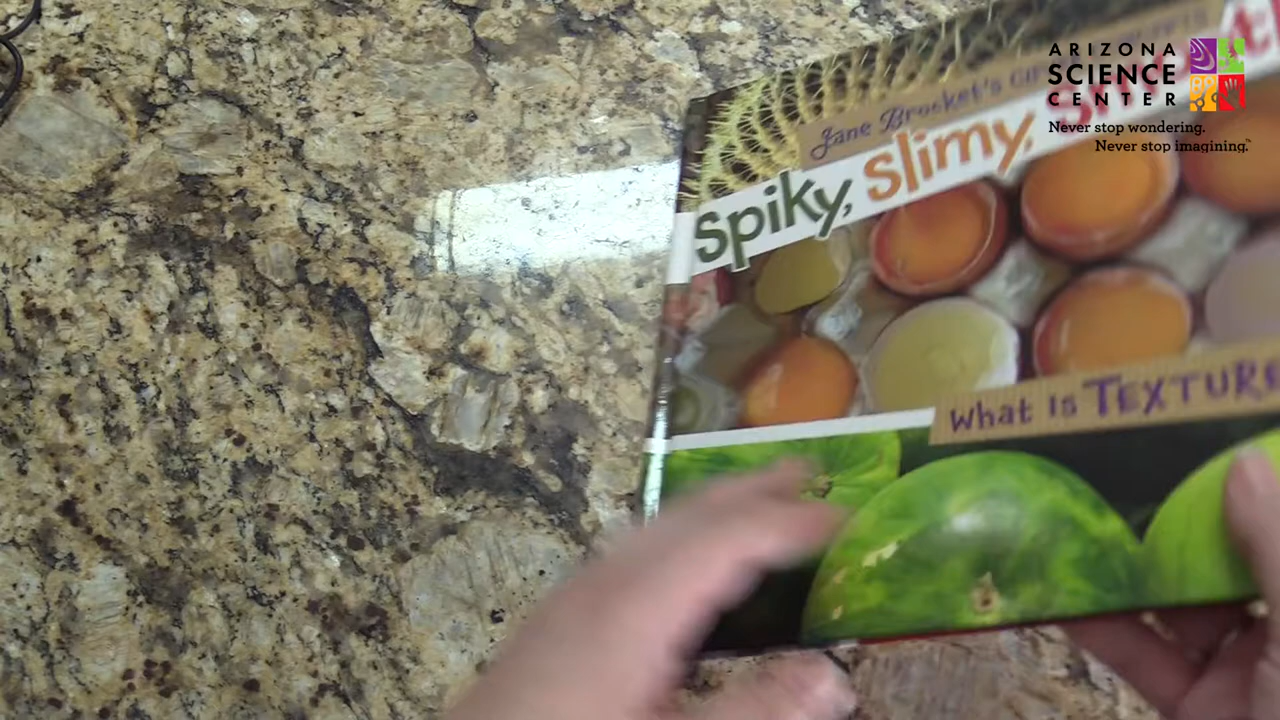 ARIZONA
SCIENCE
CENTER
Never stop wondering.
Never stop imagining.
Jane Brocket's
Spiky, slimy,
What Is TEXTURE